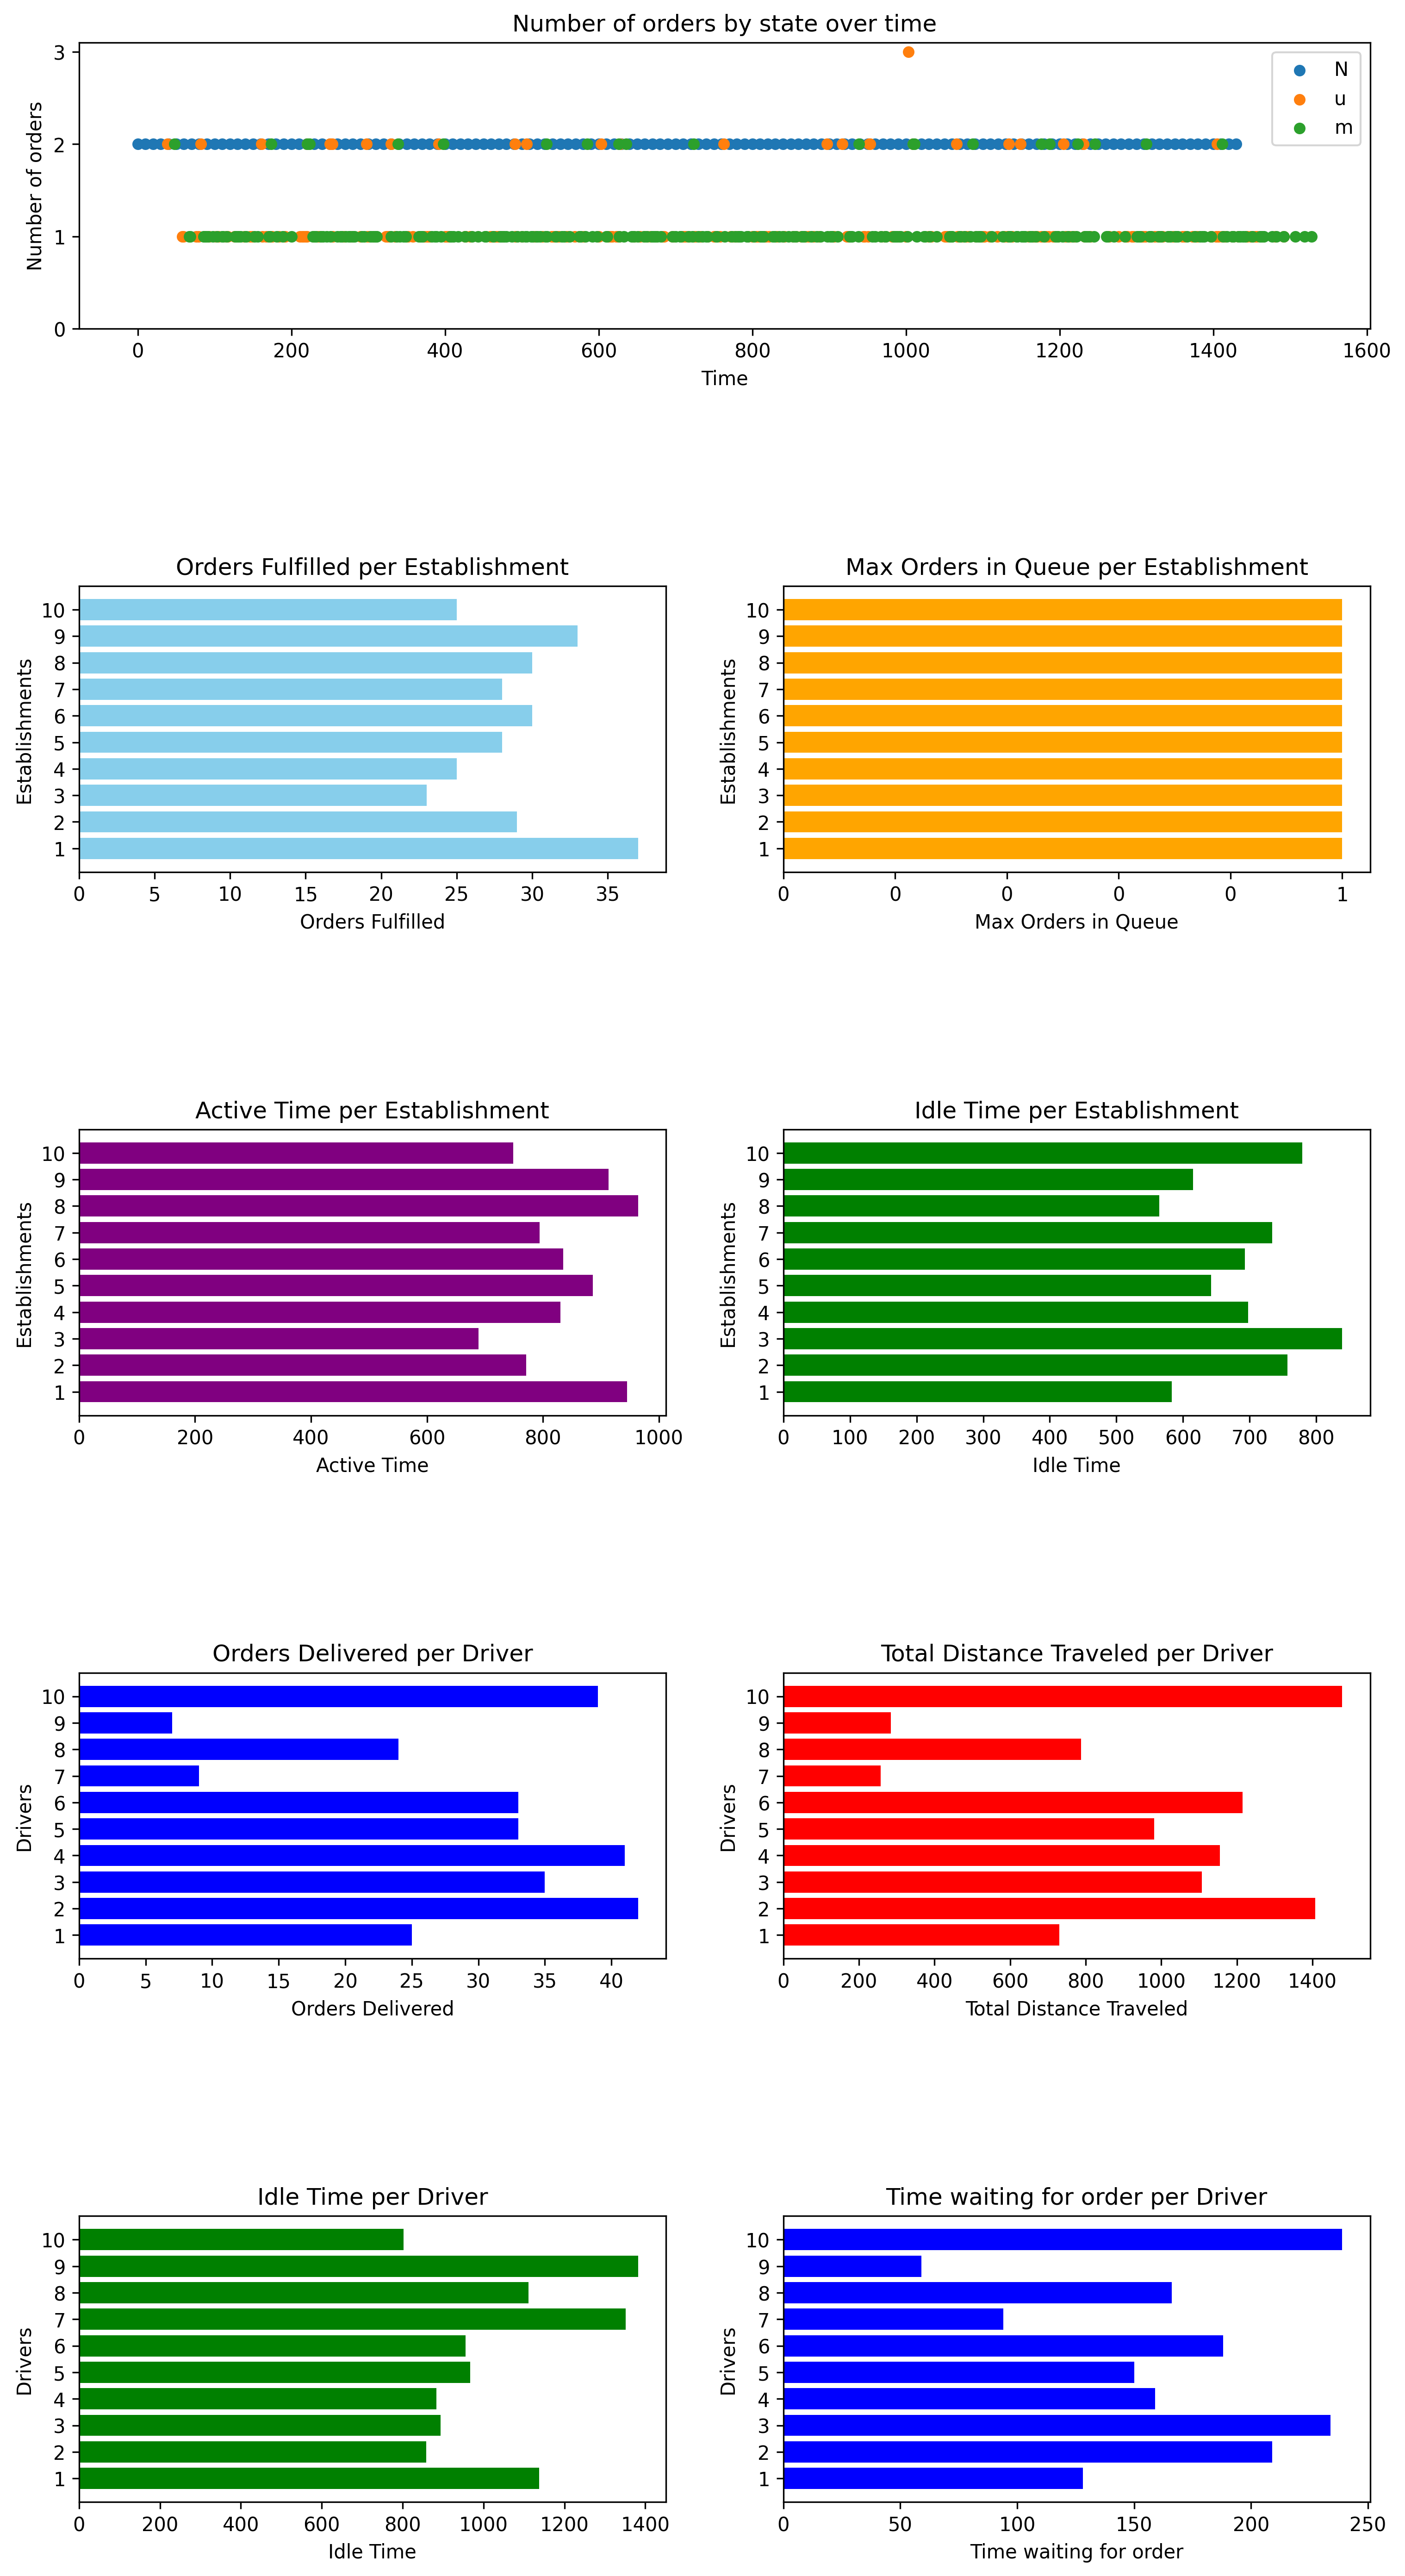 Number of orders by state over time
Number of orders
3
2
1
0
N
u
m
0 200 400 600 800 1000 1200 1400 1600
Time
Orders Fulfilled per Establishment
Establishments
10
9
8
7
6
5
4
3
2
1
0 5 10 15 20 25 30 35
Orders Fulfilled
Max Orders in Queue per Establishment
Establishments
10
9
8
7
6
5
4
3
2
1
0 0 0 0 0 1
Max Orders in Queue
Active Time per Establishment
Establishments
10
9
8
7
6
5
4
3
2
1
0 200 400 600 800 1000
Active Time
Idle Time per Establishment
Establishments
10
9
8
7
6
5
4
3
2
1
0 100 200 300 400 500 600 700 800
Idle Time
Orders Delivered per Driver
Drivers
10
9
8
7
6
5
4
3
2
1
0 5 10 15 20 25 30 35 40
Orders Delivered
Total Distance Traveled per Driver
Drivers
10
9
8
7
6
5
4
3
2
1
0 200 400 600 800 1000 1200 1400
Total Distance Traveled
Idle Time per Driver
Drivers
10
9
8
7
6
5
4
3
2
1
0 200 400 600 800 1000 1200 1400
Idle Time
Time waiting for order per Driver
Drivers
10
9
8
7
6
5
4
3
2
1
0 50 100 150 200 250
Time waiting for order